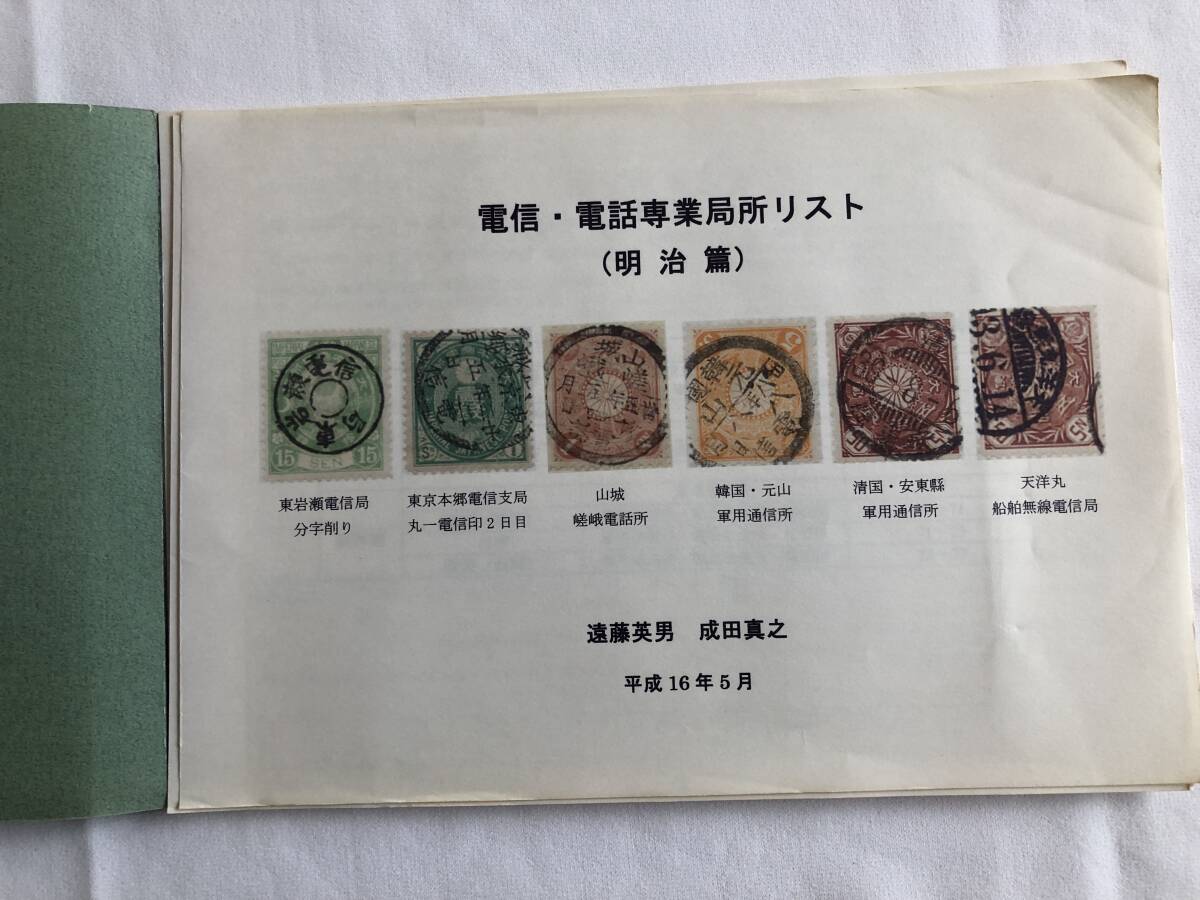 電信・電話専業局所リスト
（明 治 篇）
15 SEN 15
東岩瀬電信局
分字削り
東京本郷電信支局
丸一電信印２日目
山城
嵯峨電話所
韓国・元山
軍用通信所
清国・安東縣
軍用通信所
天洋丸
船舶無線電信局
遠藤英男　成田真之
平成 16 年 5 月